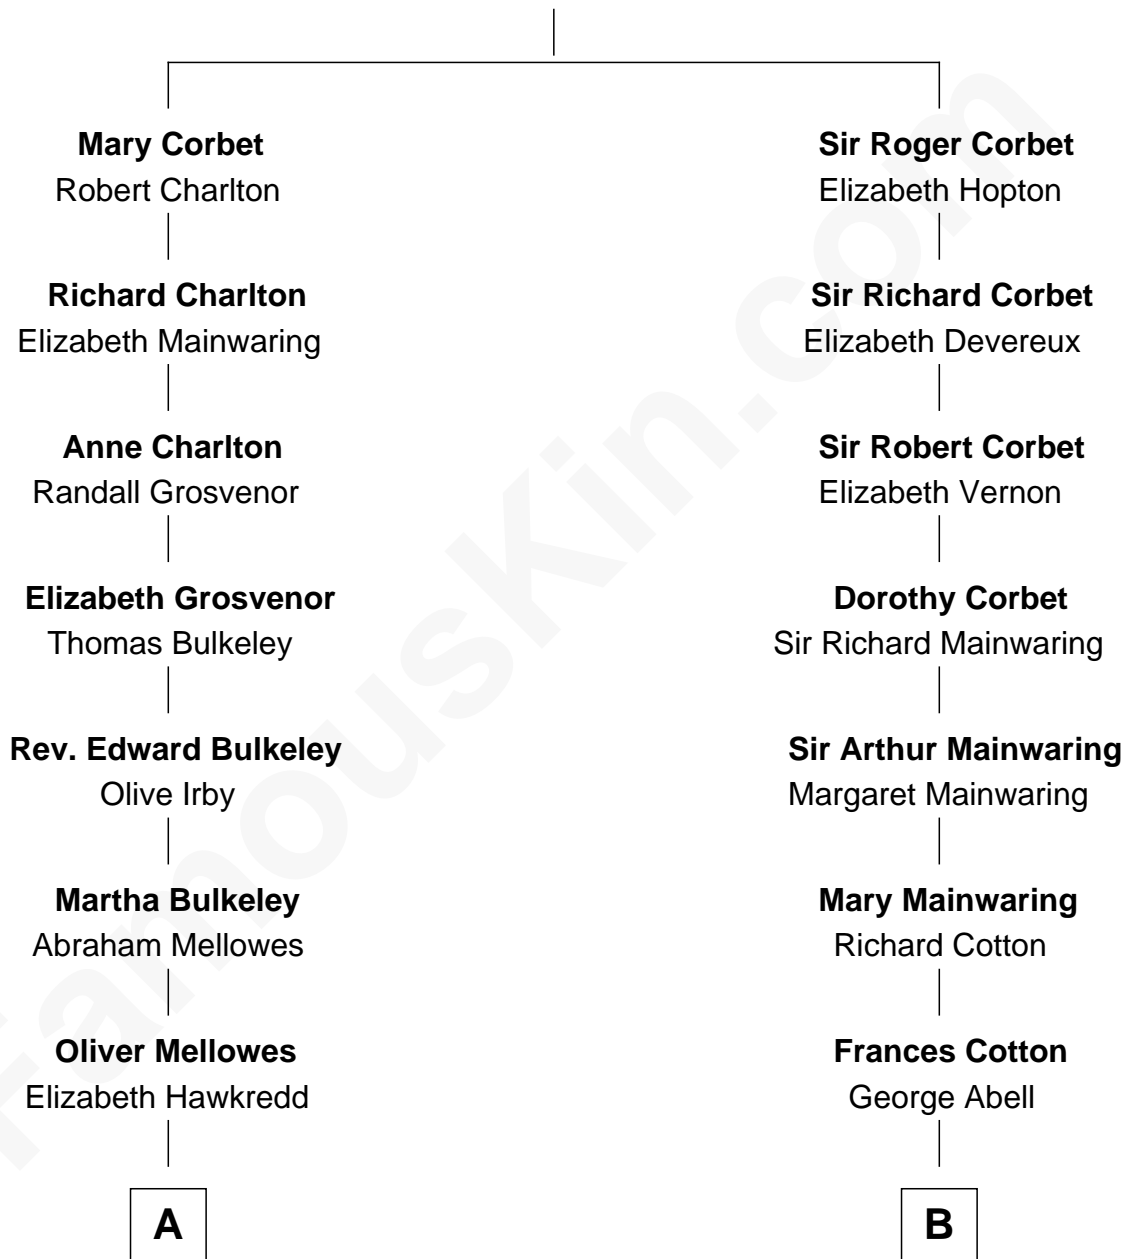 Mary Corbet
Robert Charlton
Sir Roger Corbet
Elizabeth Hopton
Richard Charlton
Elizabeth Mainwaring
Sir Richard Corbet
Elizabeth Devereux
Anne Charlton
Randall Grosvenor
Sir Robert Corbet
Elizabeth Vernon
Elizabeth Grosvenor
Thomas Bulkeley
Dorothy Corbet
Sir Richard Mainwaring
Rev. Edward Bulkeley
Olive Irby
Sir Arthur Mainwaring
Margaret Mainwaring
Martha Bulkeley
Abraham Mellowes
Mary Mainwaring
Richard Cotton
Oliver Mellowes
Elizabeth Hawkredd
Frances Cotton
George Abell
A
B
FamousKin.com